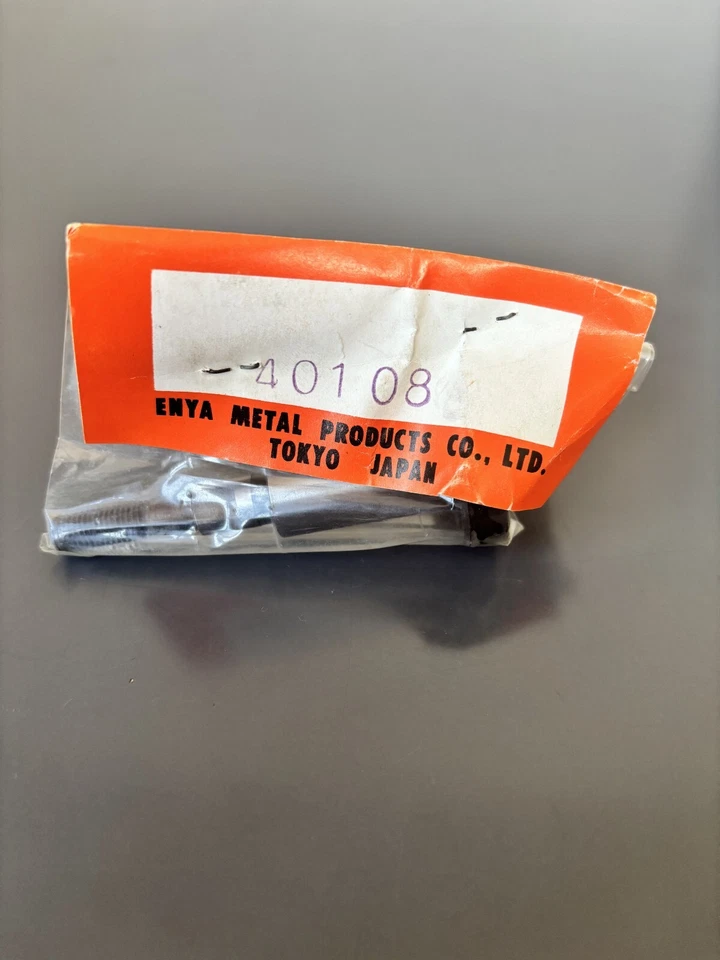 40108
ENYA METAL PRODUCTS CO., LTD.
TOKYO JAPAN